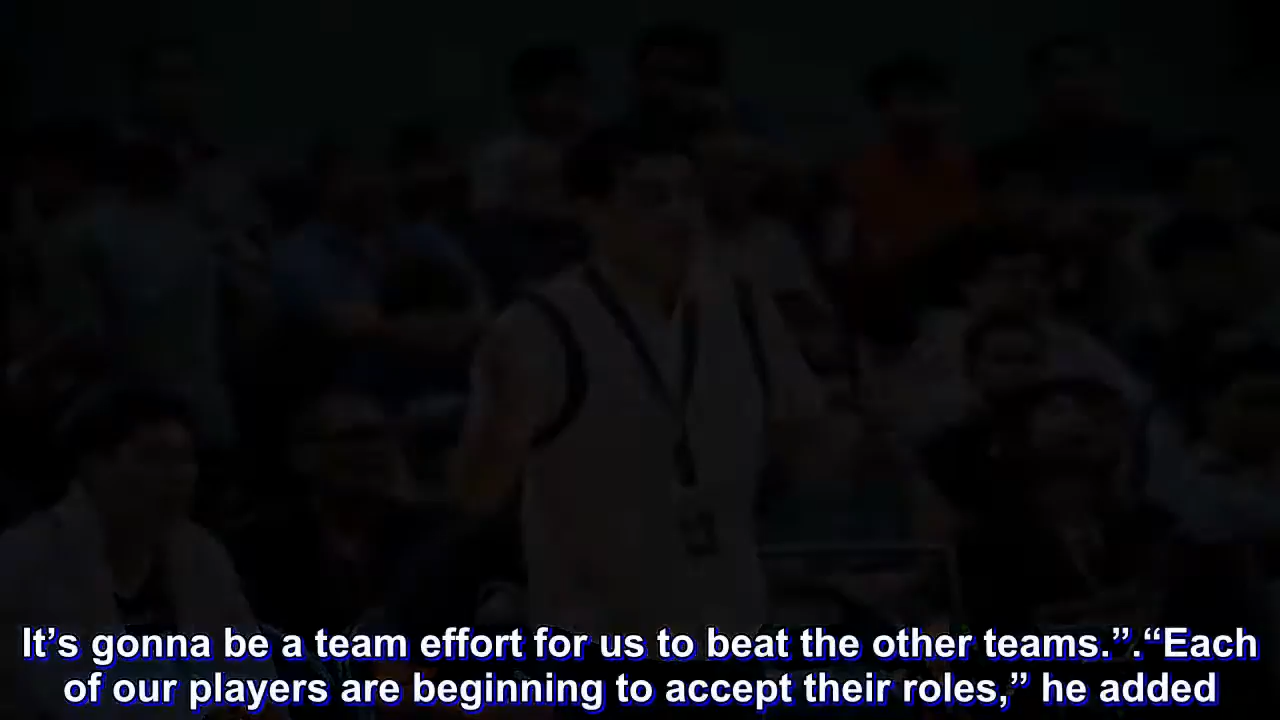 It’s gonna be a team effort for us to beat the other teams.”.“Each
of our players are beginning to accept their roles,” he added